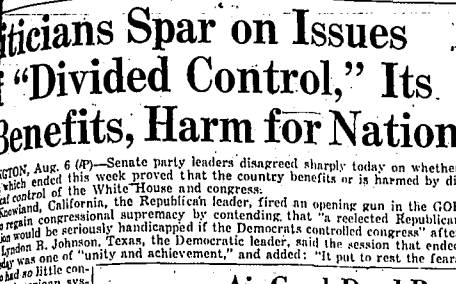 iticians Spar on Issues
f "Divided Control," Its
Benefits, Harm for Nation
GTON, Aug. 6 (AP)—Senate party leaders disagreed sharply today on whethe
which ended this week proved that the country benefits or is harmed by di
control of the White House and congress.
Knowland, California, the Republican leader, fired an opening gun in the GO
regain congressional supremacy by contending that "a reelected Republica
would be seriously handicapped if the Democrats controlled congress" after
Lyndon R. Johnson, Texas, the Democratic leader, said the session that ende
day was one of "unity and achievement," and added: "It put to rest the fear
had so little con-